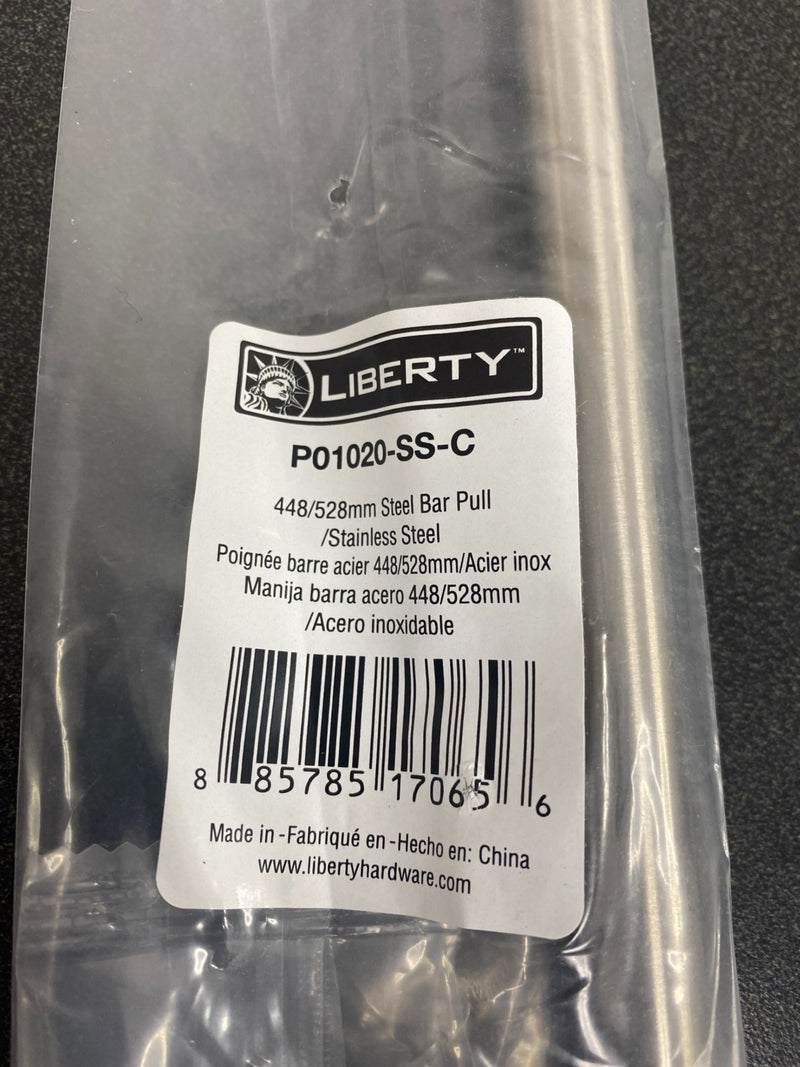 LIBERTY™
P01020-SS-C
448/528mm Steel Bar Pull
/Stainless Steel
Poignée barre acier 448/528mm/Acier inox
Manija barra acero 448/528mm
/Acero inoxidable
8 85785 17065 6
Made in -Fabriqué en -Hecho en: China
www.libertyhardware.com